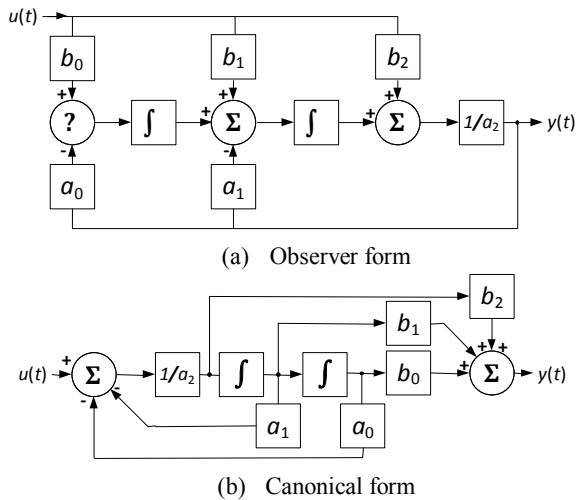 u(t)
b₀ b₁ b₂
+ + +
? ∫ + Σ ∫ + Σ 1/a₂ y(t)
- -
a₀ a₁
(a) Observer form
b₂
b₁
+ +
u(t) + Σ 1/a₂ ∫ ∫ b₀ + Σ y(t)
- -
a₁ a₀
(b) Canonical form